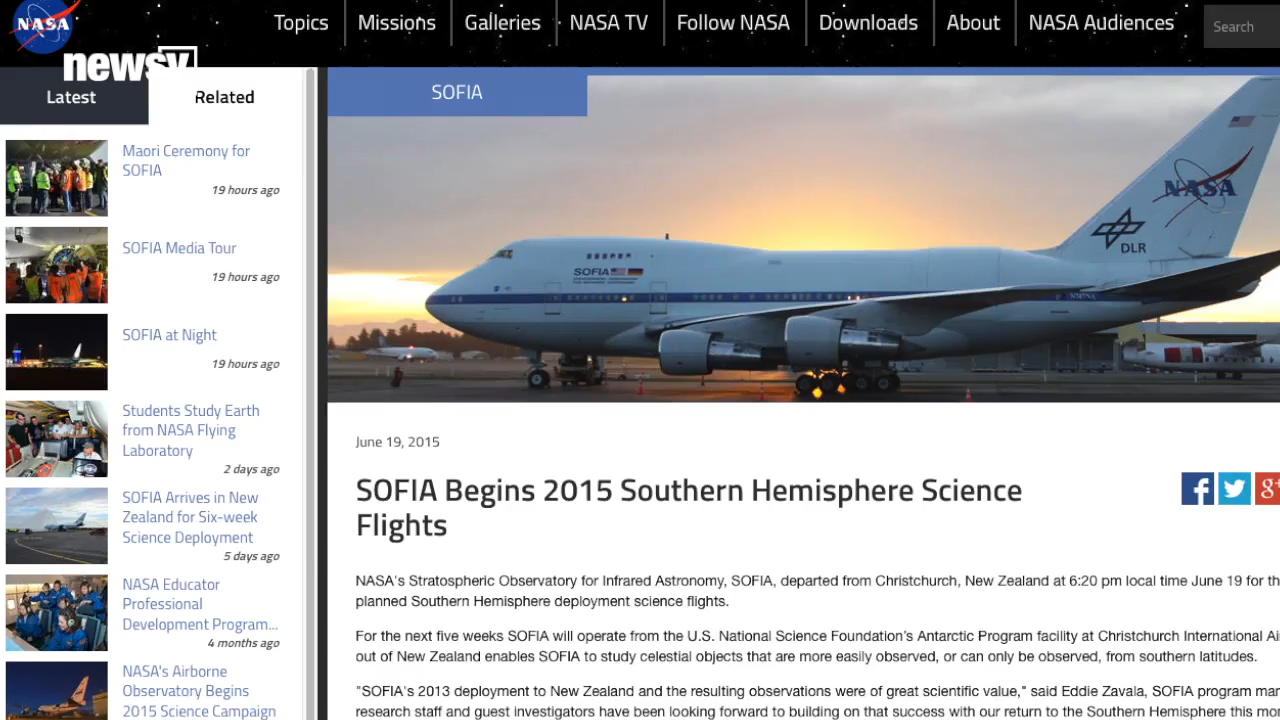 NASA
Topics
Missions
Galleries
NASA TV
Follow NASA
Downloads
About
NASA Audiences
Search
newsy
Latest
Related
Maori Ceremony for
SOFIA
19 hours ago
SOFIA Media Tour
19 hours ago
SOFIA at Night
19 hours ago
Students Study Earth
from NASA Flying
Laboratory
2 days ago
SOFIA Arrives in New
Zealand for Six-week
Science Deployment
5 days ago
NASA Educator
Professional
Development Program...
4 months ago
NASA's Airborne
Observatory Begins
2015 Science Campaign
SOFIA
NASA
DLR
SOFIA
June 19, 2015
SOFIA Begins 2015 Southern Hemisphere Science
Flights
NASA's Stratospheric Observatory for Infrared Astronomy, SOFIA, departed from Christchurch, New Zealand at 6:20 pm local time June 19 for the
planned Southern Hemisphere deployment science flights.
For the next five weeks SOFIA will operate from the U.S. National Science Foundation's Antarctic Program facility at Christchurch International
out of New Zealand enables SOFIA to study celestial objects that are more easily observed, or can only be observed, from southern latitudes.
"SOFIA's 2013 deployment to New Zealand and the resulting observations were of great scientific value," said Eddie Zavala, SOFIA program
research staff and guest investigators have been looking forward to building on that success with our return to the Southern Hemisphere this